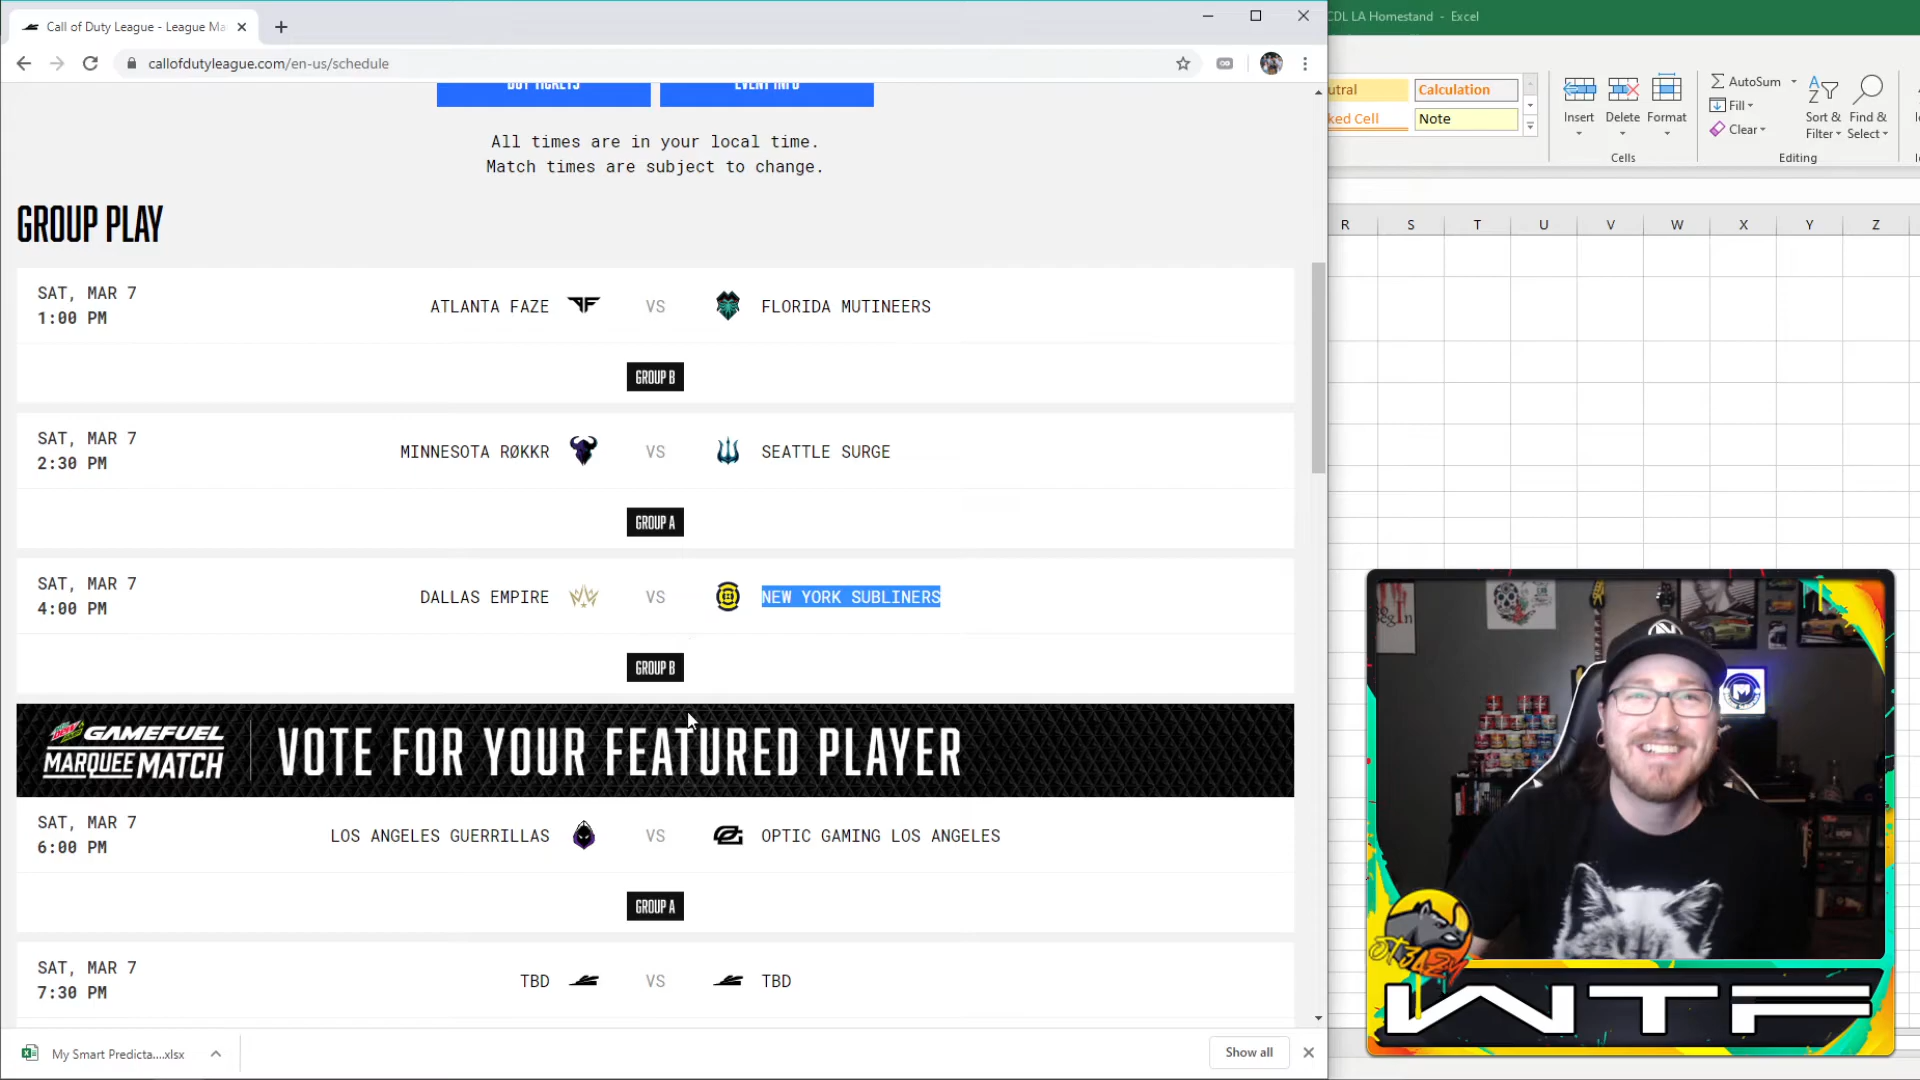 Call of Duty League - League Ma
callofdutyleague.com/en-us/schedule
CDL LA Homestand - Excel
BUY TICKETS
EVENT INFO
All times are in your local time.
Match times are subject to change.
GROUP PLAY
SAT, MAR 7
1:00 PM
ATLANTA FAZE
VS
FLORIDA MUTINEERS
GROUP B
SAT, MAR 7
2:30 PM
MINNESOTA RØKKR
VS
SEATTLE SURGE
GROUP A
SAT, MAR 7
4:00 PM
DALLAS EMPIRE
VS
NEW YORK SUBLINERS
GROUP B
GAMEFUEL
MARQUEE MATCH
VOTE FOR YOUR FEATURED PLAYER
SAT, MAR 7
6:00 PM
LOS ANGELES GUERRILLAS
VS
OPTIC GAMING LOS ANGELES
GROUP A
SAT, MAR 7
7:30 PM
TBD
VS
TBD
My Smart Predicta....xlsx
Show all
utral
Calculation
ked Cell
Note
Insert
Delete
Format
Cells
AutoSum
Fill
Clear
Sort &
Filter
Find &
Select
Editing
R S T U V W X Y Z
WTF